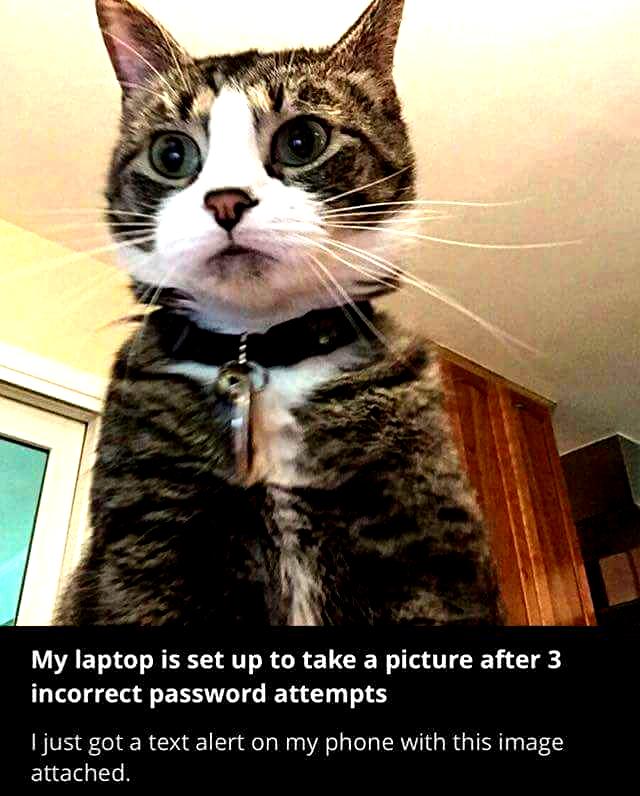 My laptop is set up to take a picture after 3
incorrect password attempts
I just got a text alert on my phone with this image
attached.